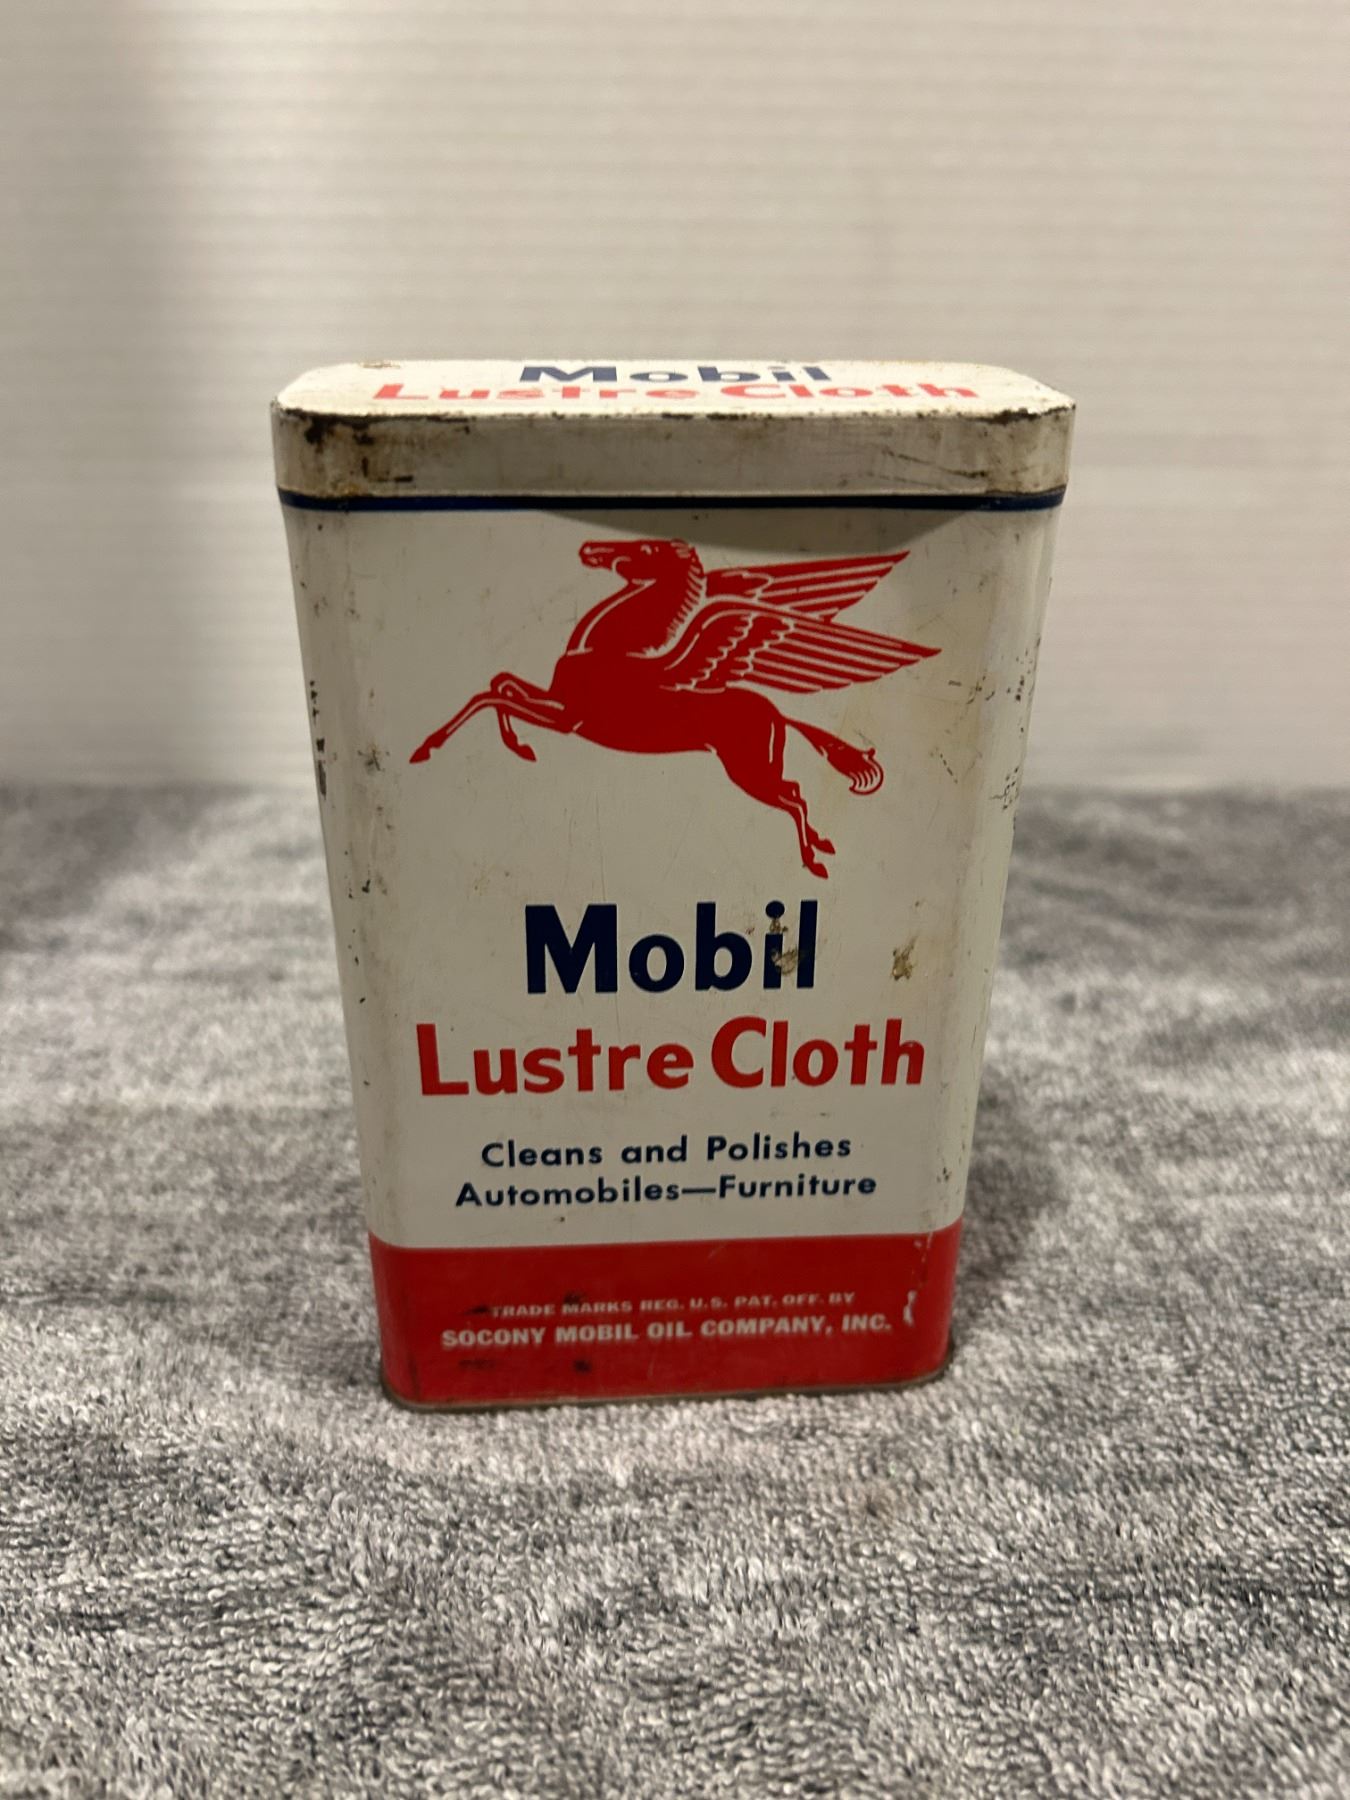 Mobil
Lustre Cloth
Mobil
Lustre Cloth
Cleans and Polishes
Automobiles—Furniture
TRADE MARKS REG. U.S. PAT. OFF. BY
SOCONY MOBIL OIL COMPANY, INC.